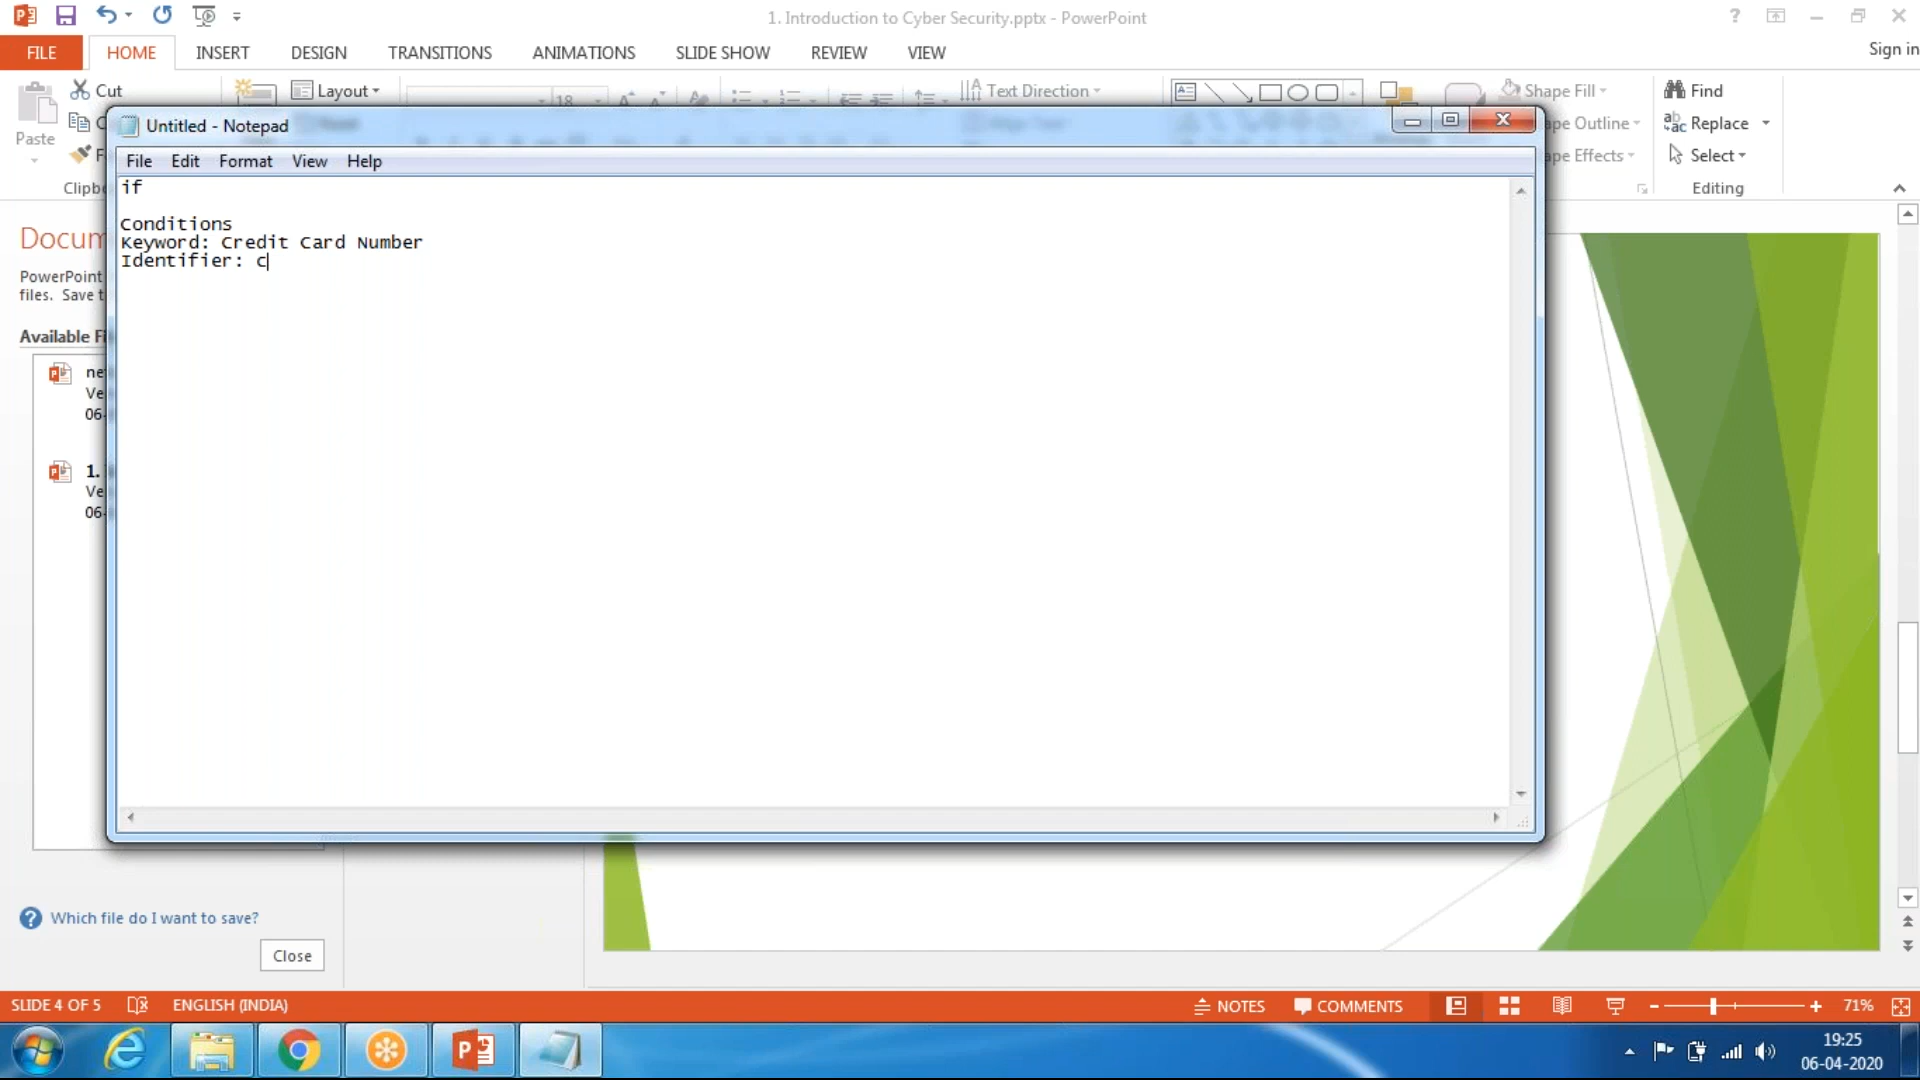 1. Introduction to Cyber Security.pptx - PowerPoint
FILE HOME INSERT DESIGN TRANSITIONS ANIMATIONS SLIDE SHOW REVIEW VIEW
Sign in
Cut
Layout
18
Text Direction
Shape Fill
Find
Untitled - Notepad
Paste
Replace
Select
Editing
File Edit Format View Help
if
Conditions
Keyword: Credit Card Number
Identifier: c
PowerPoint
files. Save
Which file do I want to save?
Close
SLIDE 4 OF 5 ENGLISH (INDIA) NOTES COMMENTS 71%
19:25
06-04-2020